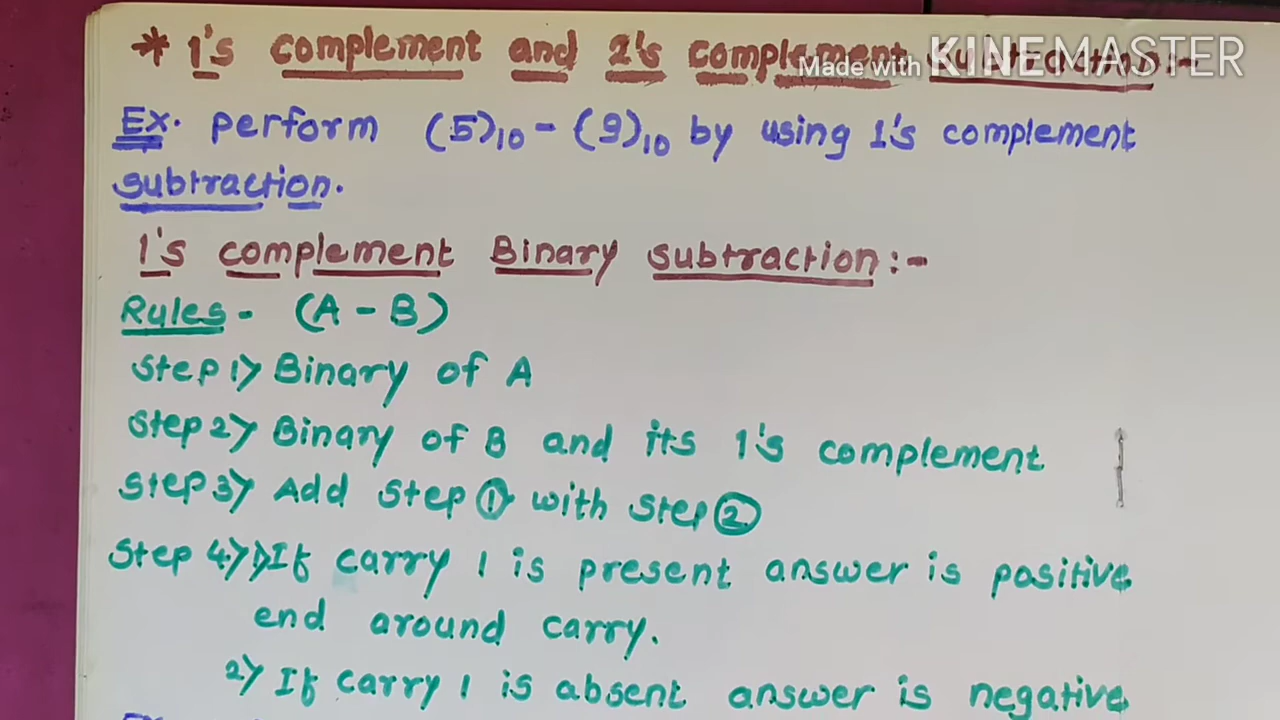 * 1's complement and 2's complement subtraction:-
Made with KINEMASTER
Ex. perform (5)₁₀ - (9)₁₀ by using 1's complement
subtraction.
1's complement Binary subtraction:-
Rules - (A - B)
Step 1) Binary of A
Step 2) Binary of B and its 1's complement
Step 3) Add Step ① with Step ②
Step 4) 1) If carry 1 is present answer is positive
end around carry.
2) If carry 1 is absent answer is negative